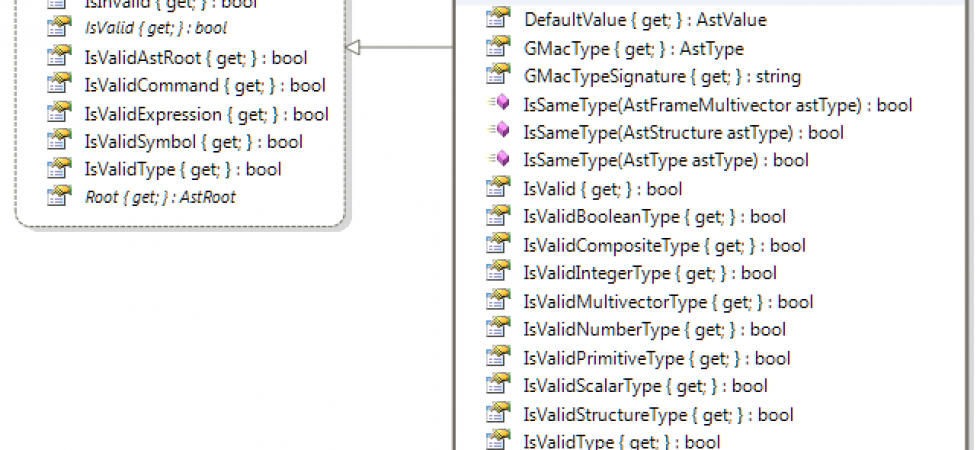 IsInvalid { get; } : bool
IsValid { get; } : bool
IsValidAstRoot { get; } : bool
IsValidCommand { get; } : bool
IsValidExpression { get; } : bool
IsValidSymbol { get; } : bool
IsValidType { get; } : bool
Root { get; } : AstRoot
DefaultValue { get; } : AstValue
GMacType { get; } : AstType
GMacTypeSignature { get; } : string
IsSameType(AstFrameMultivector astType) : bool
IsSameType(AstStructure astType) : bool
IsSameType(AstType astType) : bool
IsValid { get; } : bool
IsValidBooleanType { get; } : bool
IsValidCompositeType { get; } : bool
IsValidIntegerType { get; } : bool
IsValidMultivectorType { get; } : bool
IsValidNumberType { get; } : bool
IsValidPrimitiveType { get; } : bool
IsValidScalarType { get; } : bool
IsValidStructureType { get; } : bool
IsValidType { get; } : bool